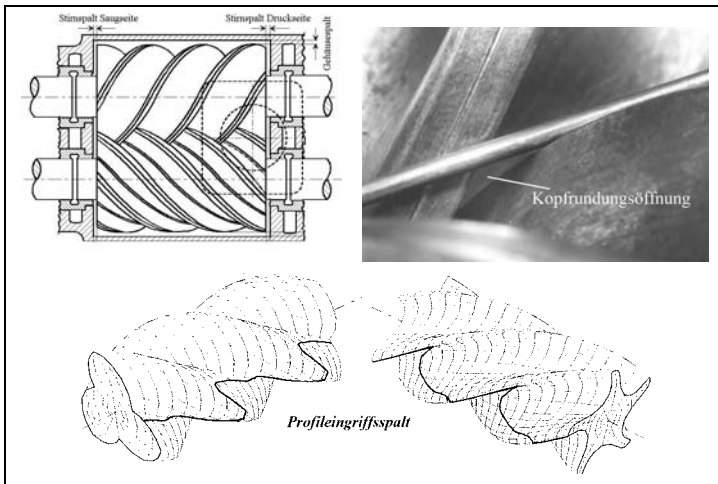 Stirnspalt Saugseite
Stirnspalt Druckseite
Gehäusespalt
Kopfrundungsöffnung
Profileingriffsspalt